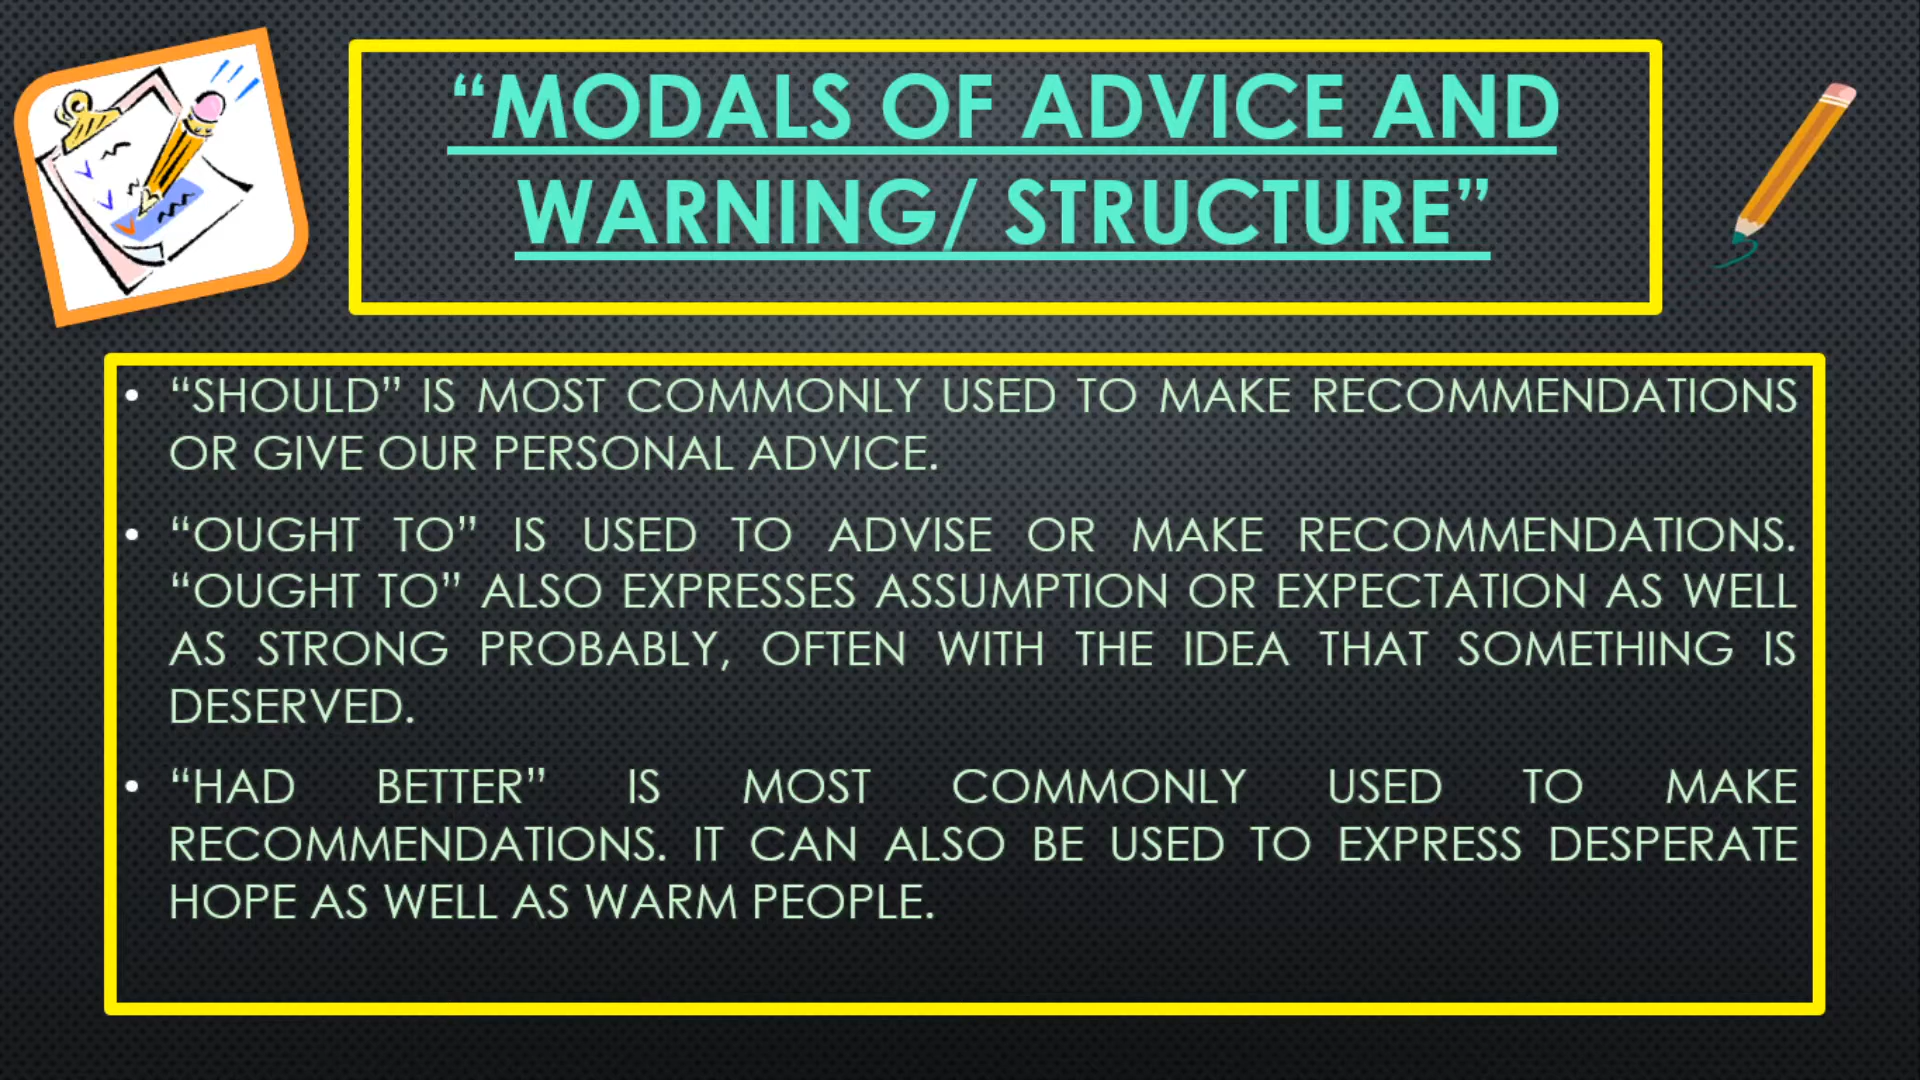 “MODALS OF ADVICE AND
WARNING/ STRUCTURE”
• “SHOULD” IS MOST COMMONLY USED TO MAKE RECOMMENDATIONS
OR GIVE OUR PERSONAL ADVICE.
• “OUGHT TO” IS USED TO ADVISE OR MAKE RECOMMENDATIONS.
“OUGHT TO” ALSO EXPRESSES ASSUMPTION OR EXPECTATION AS WELL
AS STRONG PROBABLY, OFTEN WITH THE IDEA THAT SOMETHING IS
DESERVED.
• “HAD BETTER” IS MOST COMMONLY USED TO MAKE
RECOMMENDATIONS. IT CAN ALSO BE USED TO EXPRESS DESPERATE
HOPE AS WELL AS WARM PEOPLE.